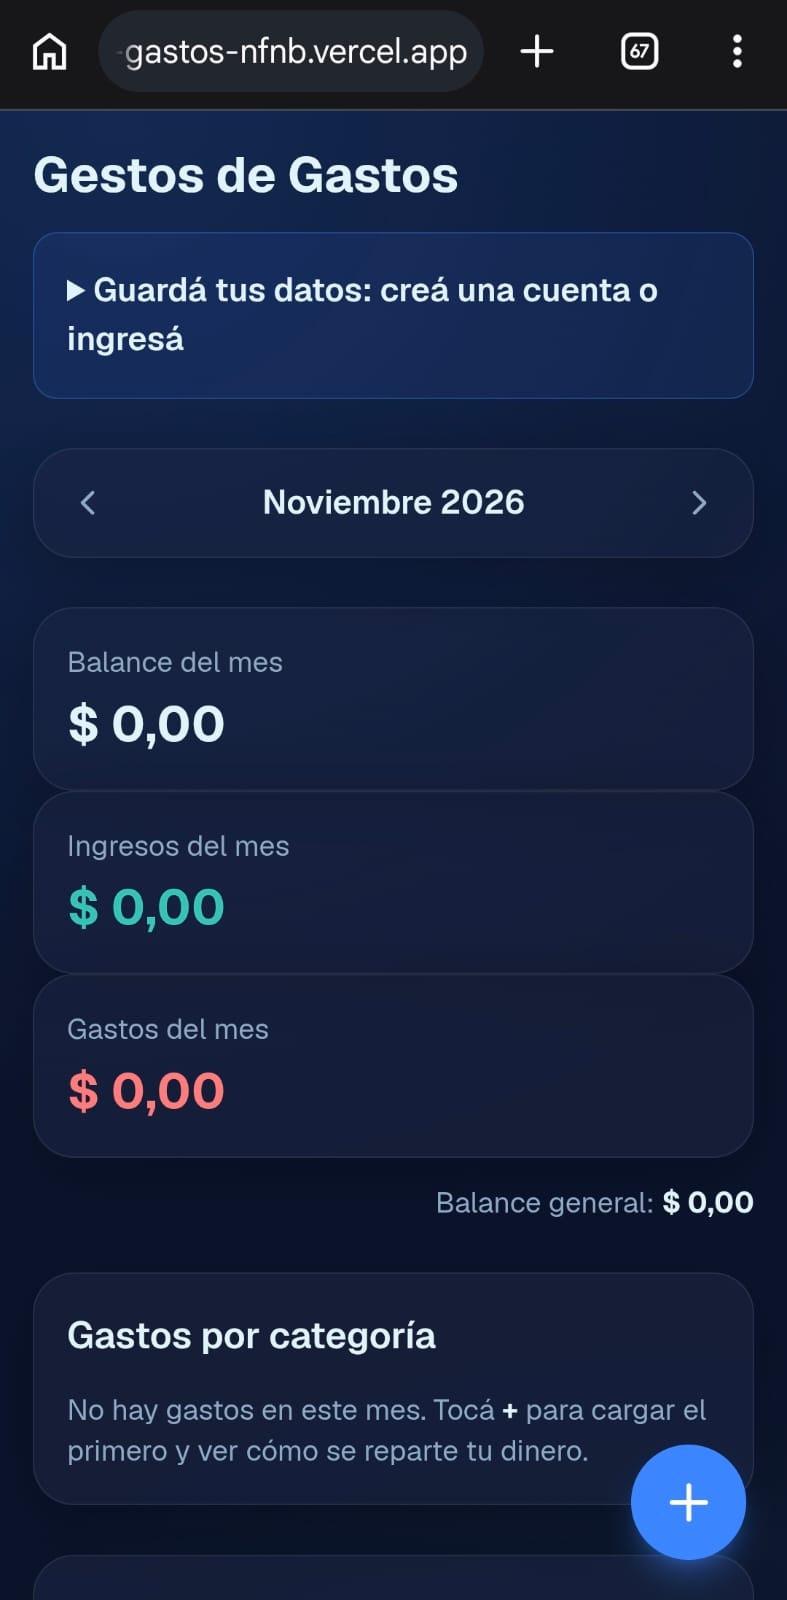 -gastos-nfnb.vercel.app
67
Gestos de Gastos
▶ Guardá tus datos: creá una cuenta o
ingresá
Noviembre 2026
Balance del mes
$ 0,00
Ingresos del mes
$ 0,00
Gastos del mes
$ 0,00
Balance general: $ 0,00
Gastos por categoría
No hay gastos en este mes. Tocá + para cargar el
primero y ver cómo se reparte tu dinero.